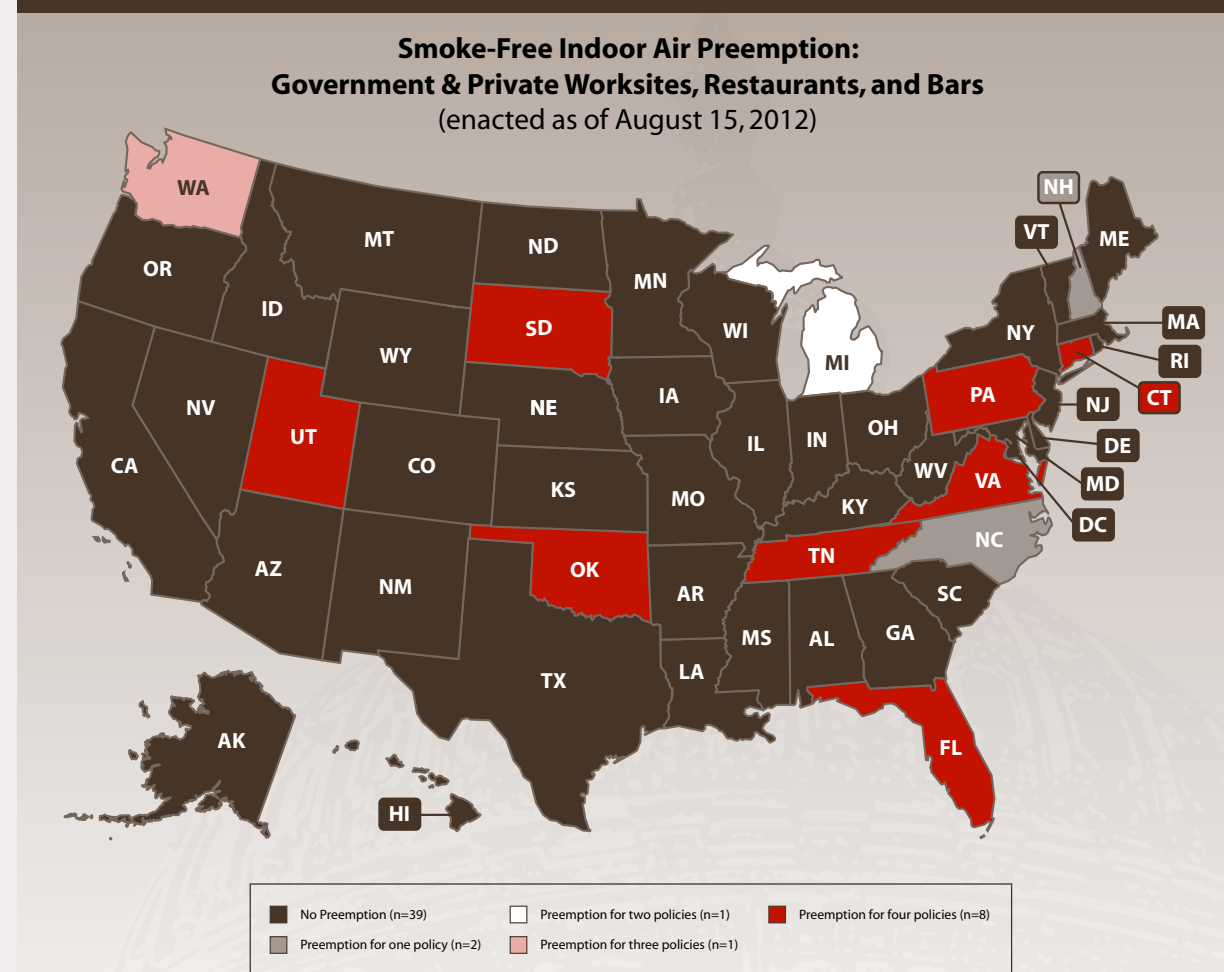 Smoke-Free Indoor Air Preemption:
Government & Private Worksites, Restaurants, and Bars
(enacted as of August 15, 2012)
WA
NH
VT
ME
MT
ND
OR
MN
ID
SD
WI
NY
MA
MI
RI
WY
CT
PA
IA
NE
NV
NJ
OH
UT
IL
IN
DE
CA
CO
WV
VA
MD
KS
MO
KY
DC
NC
TN
AZ
OK
NM
AR
SC
MS
AL
GA
LA
TX
AK
FL
HI
No Preemption (n=39)
Preemption for two policies (n=1)
Preemption for four policies (n=8)
Preemption for one policy (n=2)
Preemption for three policies (n=1)